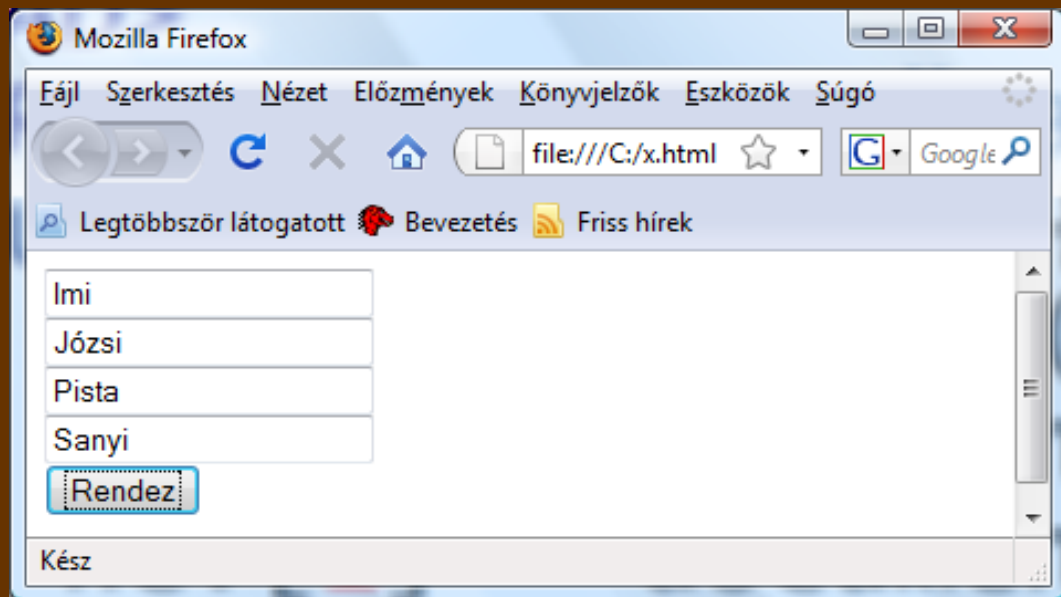 Mozilla Firefox
Fájl Szerkesztés Nézet Előzmények Könyvjelzők Eszközök Súgó
file:///C:/x.html G Google
Legtöbbször látogatott Bevezetés Friss hírek
Imi
Józsi
Pista
Sanyi
Rendez
Kész